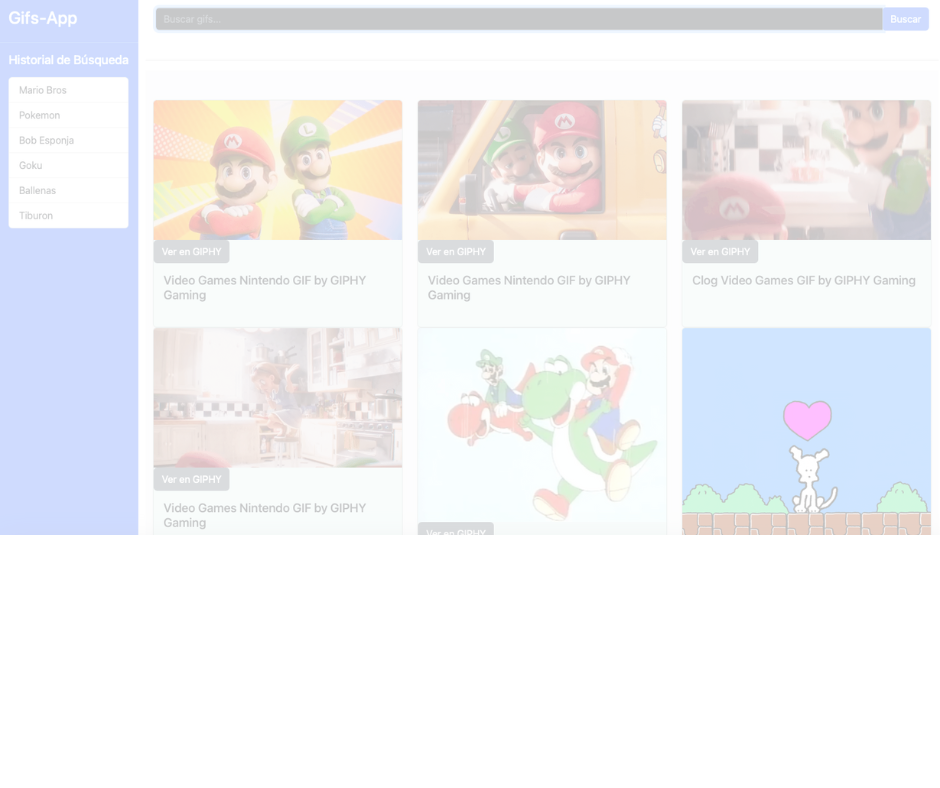 Gifs-App
Buscar gifs...
Buscar
Historial de Búsqueda
Mario Bros
Pokemon
Bob Esponja
Goku
Ballenas
Tiburon
Ver en GIPHY
Video Games Nintendo GIF by GIPHY
Gaming
Ver en GIPHY
Video Games Nintendo GIF by GIPHY
Gaming
Ver en GIPHY
Clog Video Games GIF by GIPHY Gaming
Ver en GIPHY
Video Games Nintendo GIF by GIPHY
Gaming
Ver en GIPHY